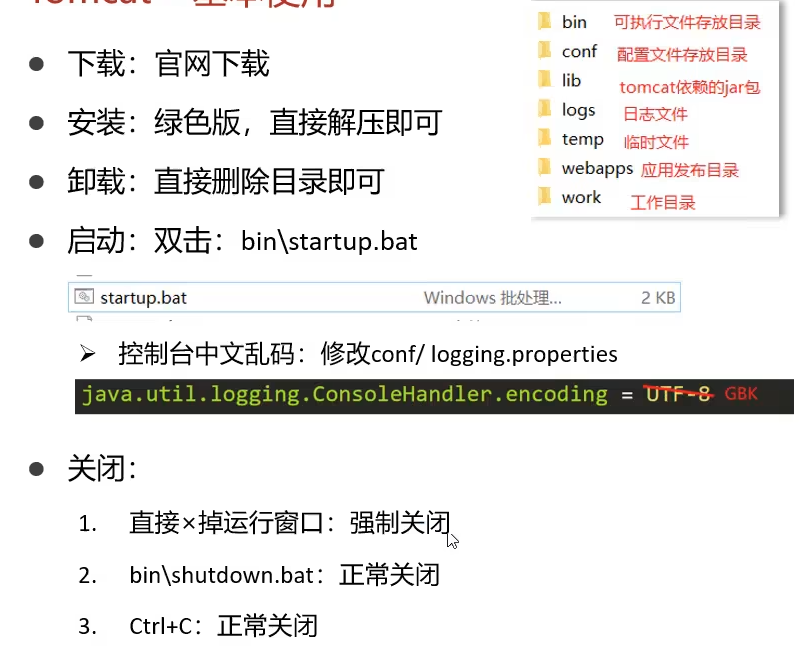 Tomcat - 基本使用
下载：官网下载
安装：绿色版，直接解压即可
卸载：直接删除目录即可
启动：双击：bin\startup.bat
bin 可执行文件存放目录
conf 配置文件存放目录
lib tomcat依赖的jar包
logs 日志文件
temp 临时文件
webapps 应用发布目录
work 工作目录
startup.bat Windows 批处理... 2 KB
控制台中文乱码：修改conf/ logging.properties
java.util.logging.ConsoleHandler.encoding = UTF-8 GBK
关闭：
1. 直接×掉运行窗口：强制关闭
2. bin\shutdown.bat：正常关闭
3. Ctrl+C：正常关闭